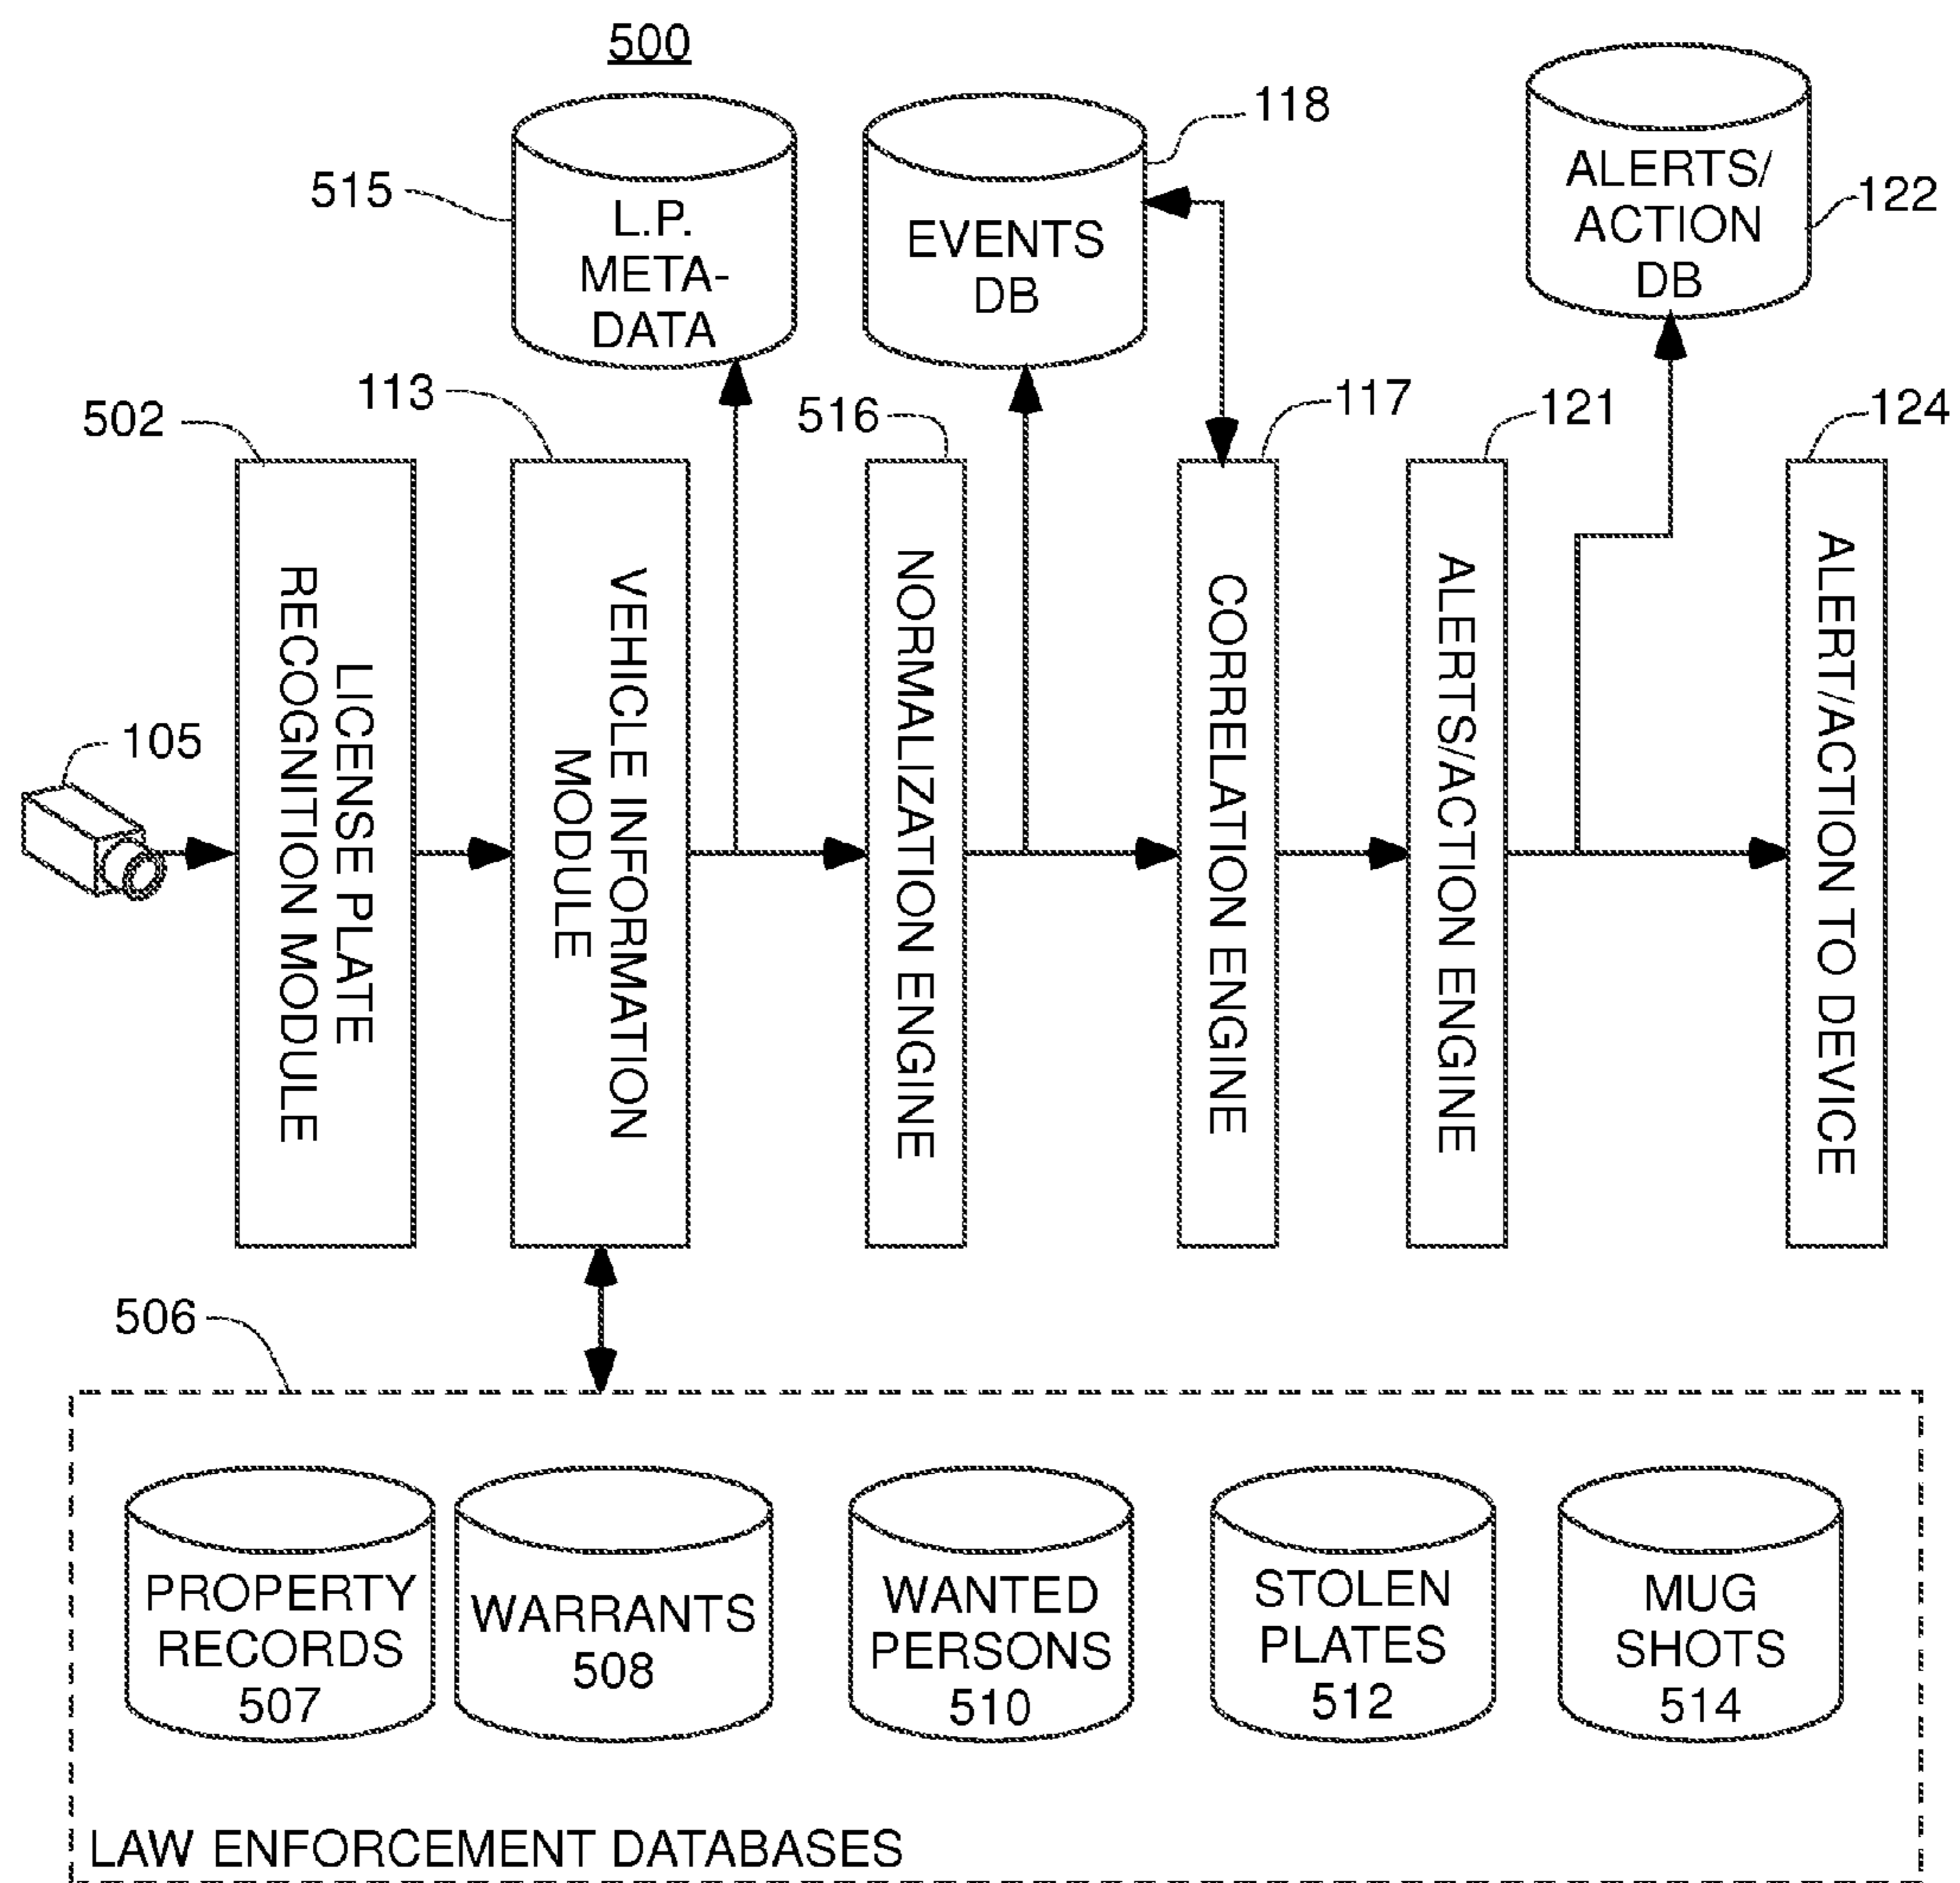 500
515
L.P.
META-
DATA
118
EVENTS
DB
ALERTS/
ACTION
DB
122
502
113
516
117
121
124
105
LICENSE PLATE
RECOGNITION MODULE
VEHICLE INFORMATION
MODULE
NORMALIZATION ENGINE
CORRELATION ENGINE
ALERTS/ACTION ENGINE
ALERT/ACTION TO DEVICE
506
PROPERTY
RECORDS
507
WARRANTS
508
WANTED
PERSONS
510
STOLEN
PLATES
512
MUG
SHOTS
514
LAW ENFORCEMENT DATABASES